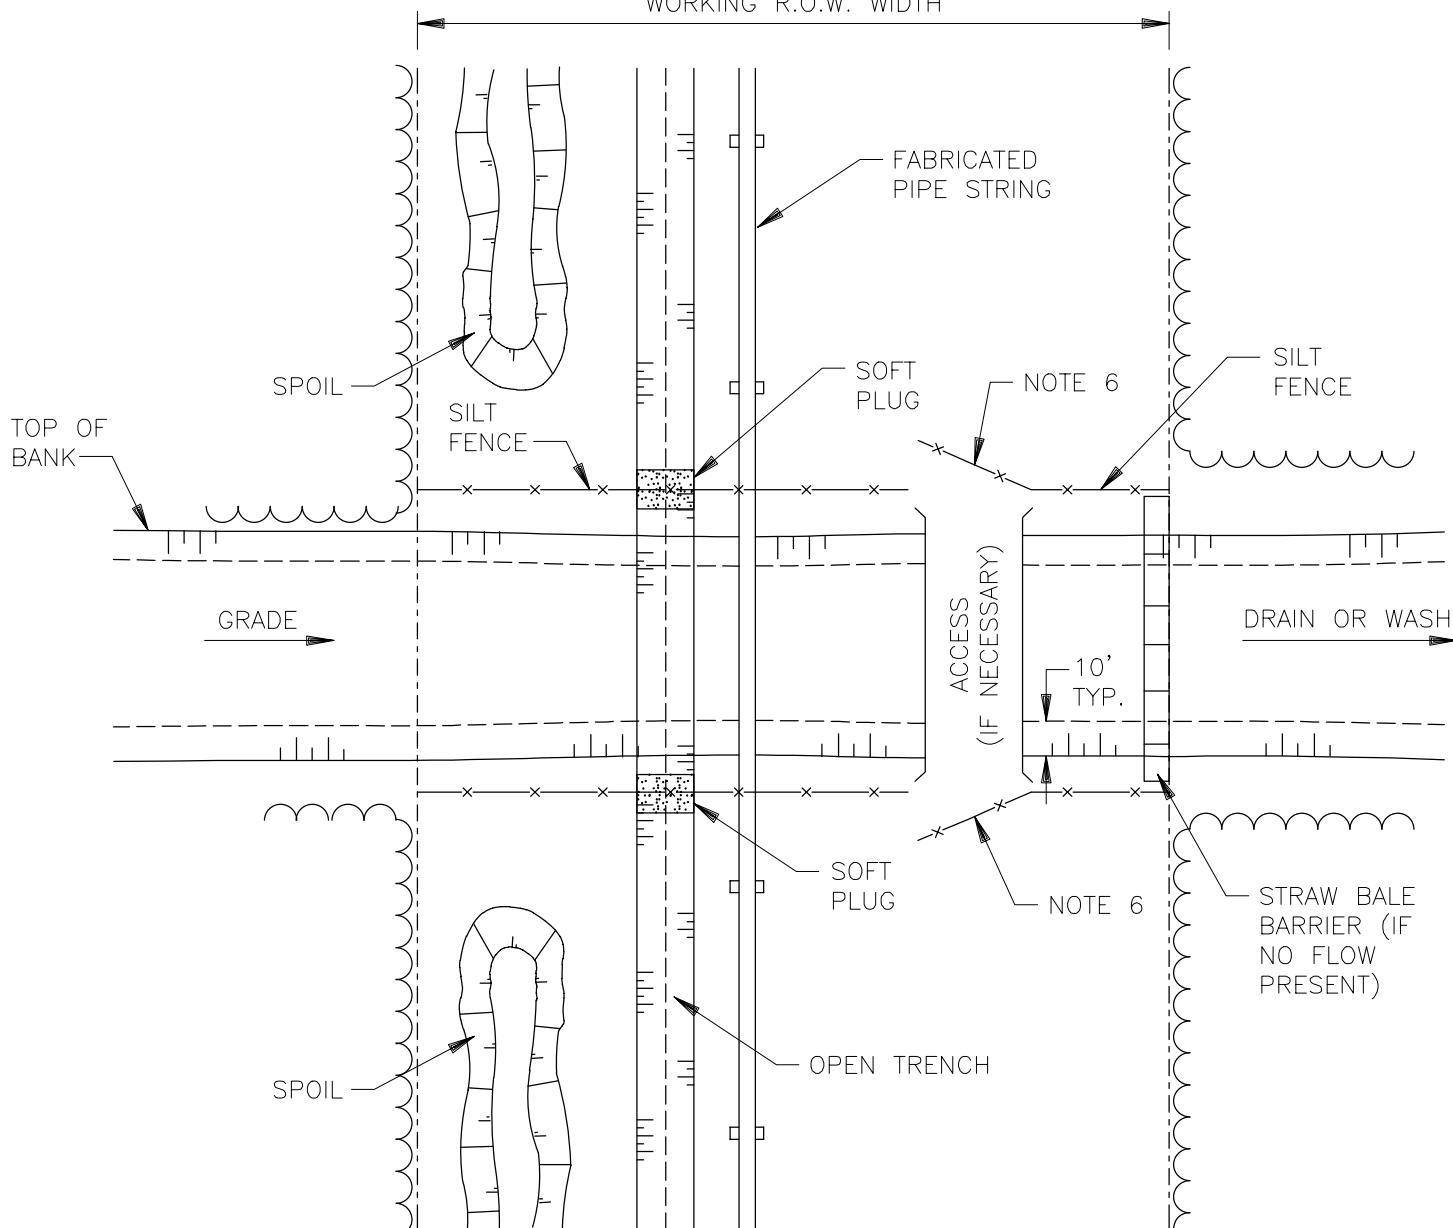 WORKING R.O.W. WIDTH
FABRICATED
PIPE STRING
SPOIL
SOFT
PLUG
NOTE 6
SILT
FENCE
SILT
FENCE
TOP OF
BANK
GRADE
ACCESS
(IF NECESSARY)
10'
TYP.
DRAIN OR WASH
SOFT
PLUG
NOTE 6
STRAW BALE
BARRIER (IF
NO FLOW
PRESENT)
OPEN TRENCH
SPOIL